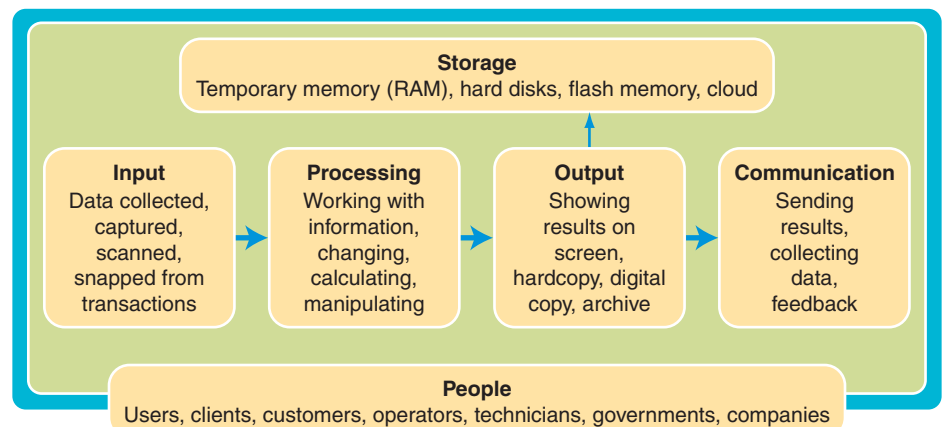 Storage
Temporary memory (RAM), hard disks, flash memory, cloud
Input
Data collected,
captured,
scanned,
snapped from
transactions
Processing
Working with
information,
changing,
calculating,
manipulating
Output
Showing
results on
screen,
hardcopy, digital
copy, archive
Communication
Sending
results,
collecting
data,
feedback
People
Users, clients, customers, operators, technicians, governments, companies